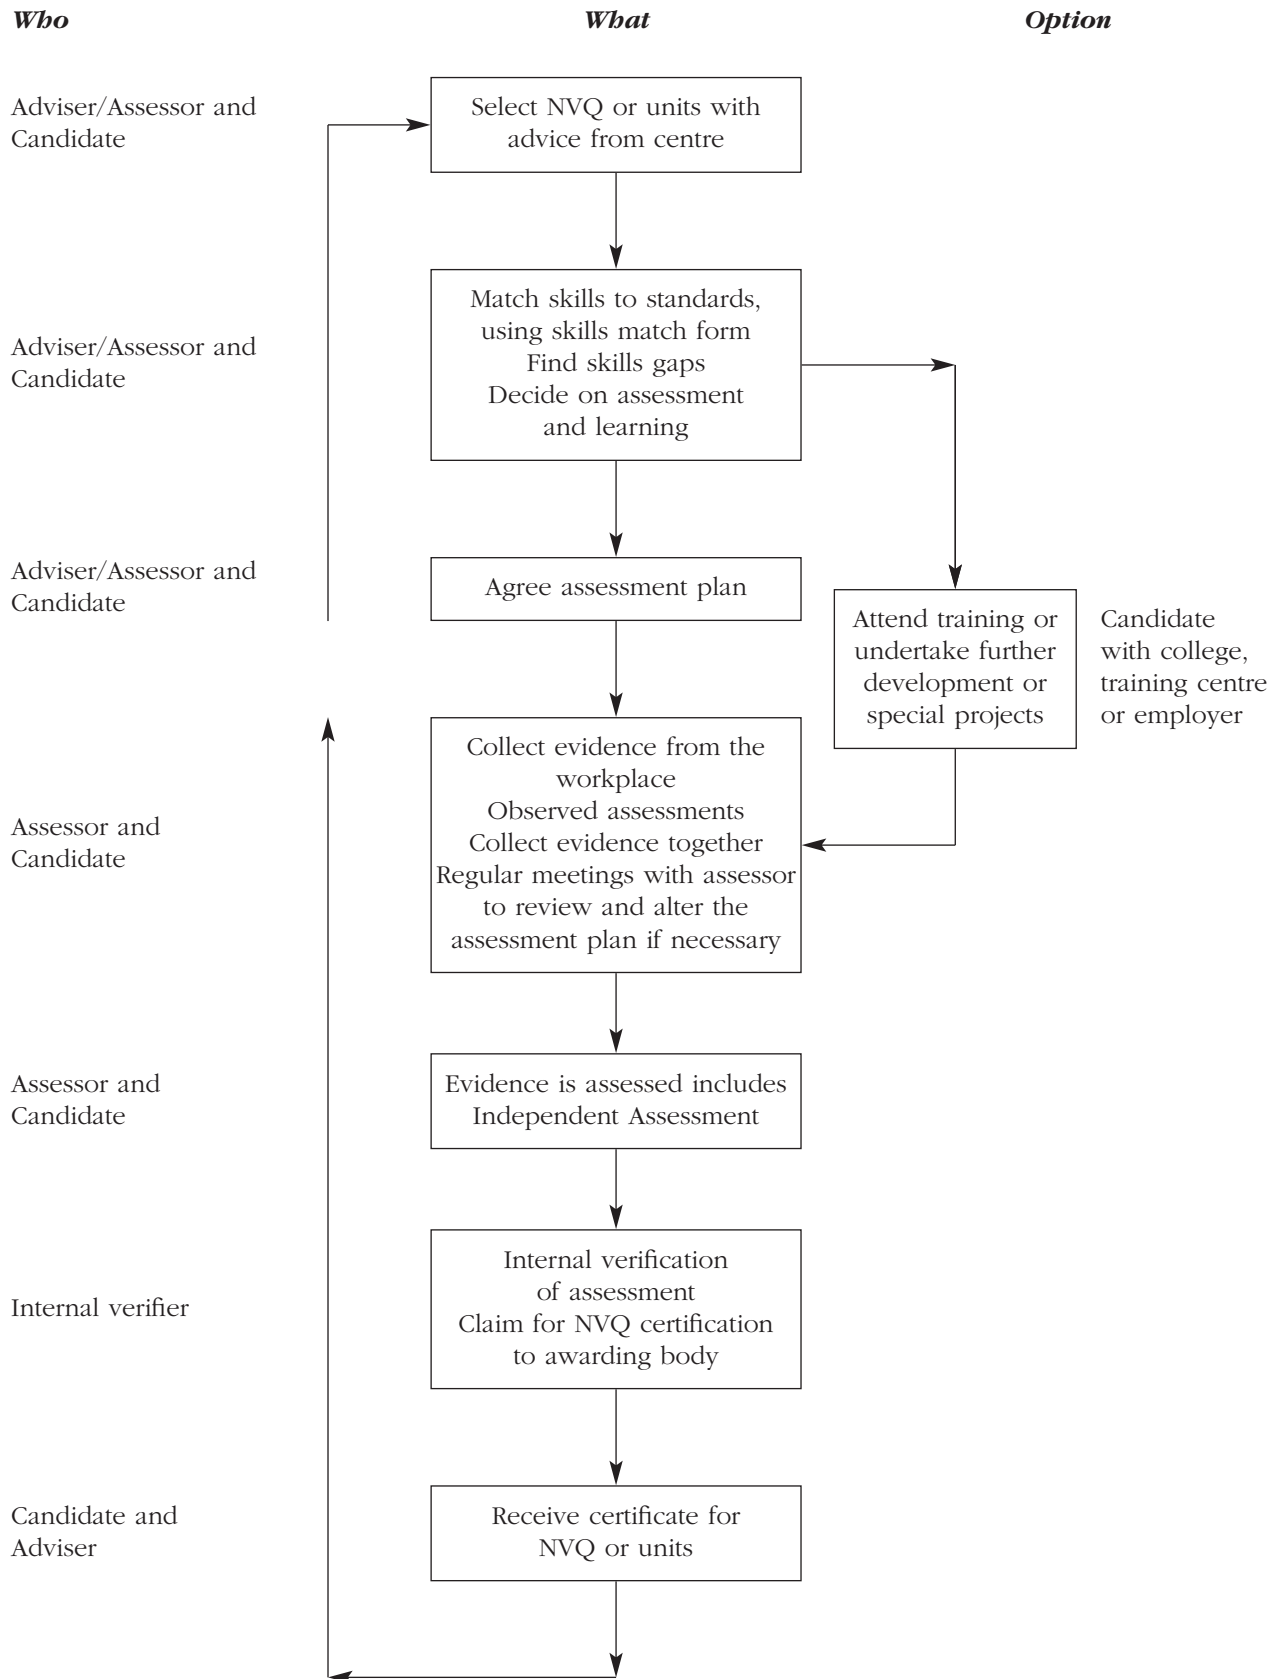 Who
What
Option
Adviser/Assessor and
Candidate
Select NVQ or units with
advice from centre
Adviser/Assessor and
Candidate
Match skills to standards,
using skills match form
Find skills gaps
Decide on assessment
and learning
Adviser/Assessor and
Candidate
Agree assessment plan
Attend training or
undertake further
development or
special projects
Candidate
with college,
training centre
or employer
Assessor and
Candidate
Collect evidence from the
workplace
Observed assessments
Collect evidence together
Regular meetings with assessor
to review and alter the
assessment plan if necessary
Assessor and
Candidate
Evidence is assessed includes
Independent Assessment
Internal verifier
Internal verification
of assessment
Claim for NVQ certification
to awarding body
Candidate and
Adviser
Receive certificate for
NVQ or units